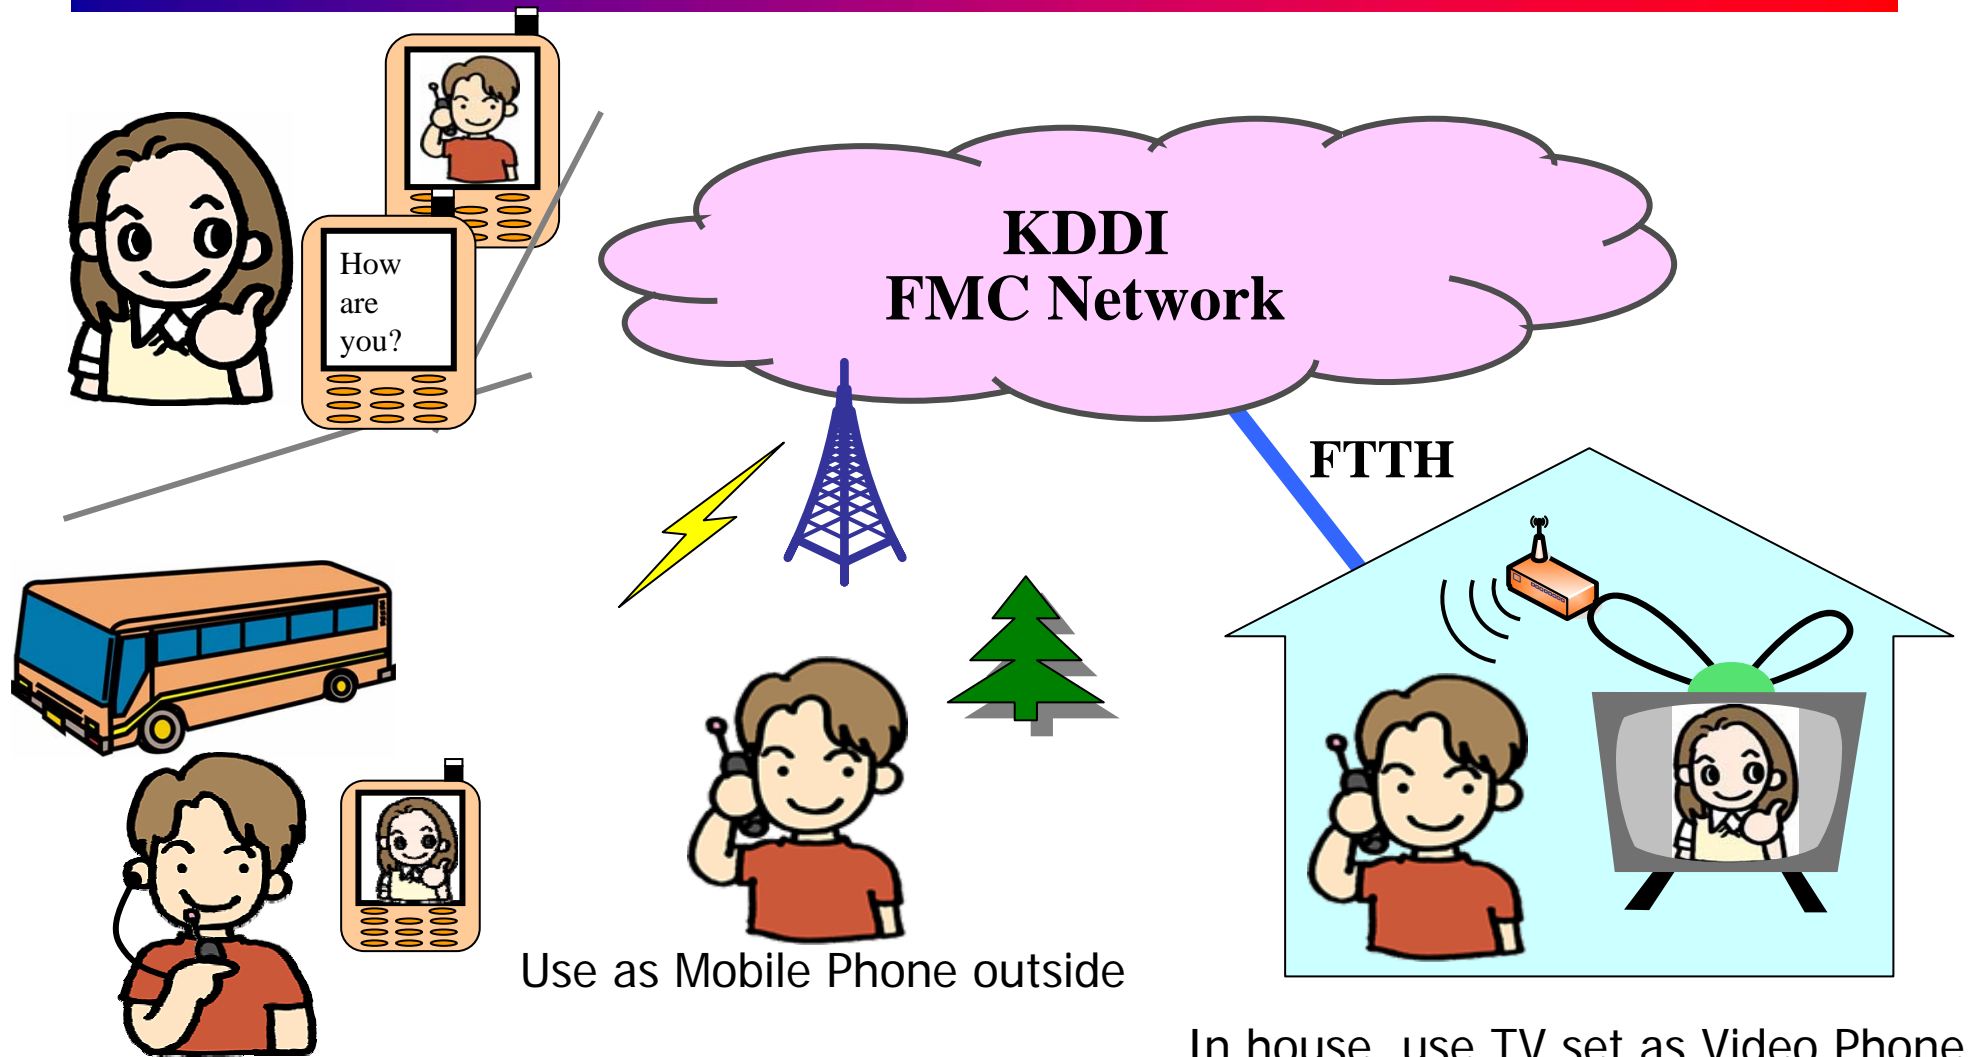 How
are
you?
KDDI
FMC Network
FTTH
Use as Mobile Phone outside
In house, use TV set as Video Phone